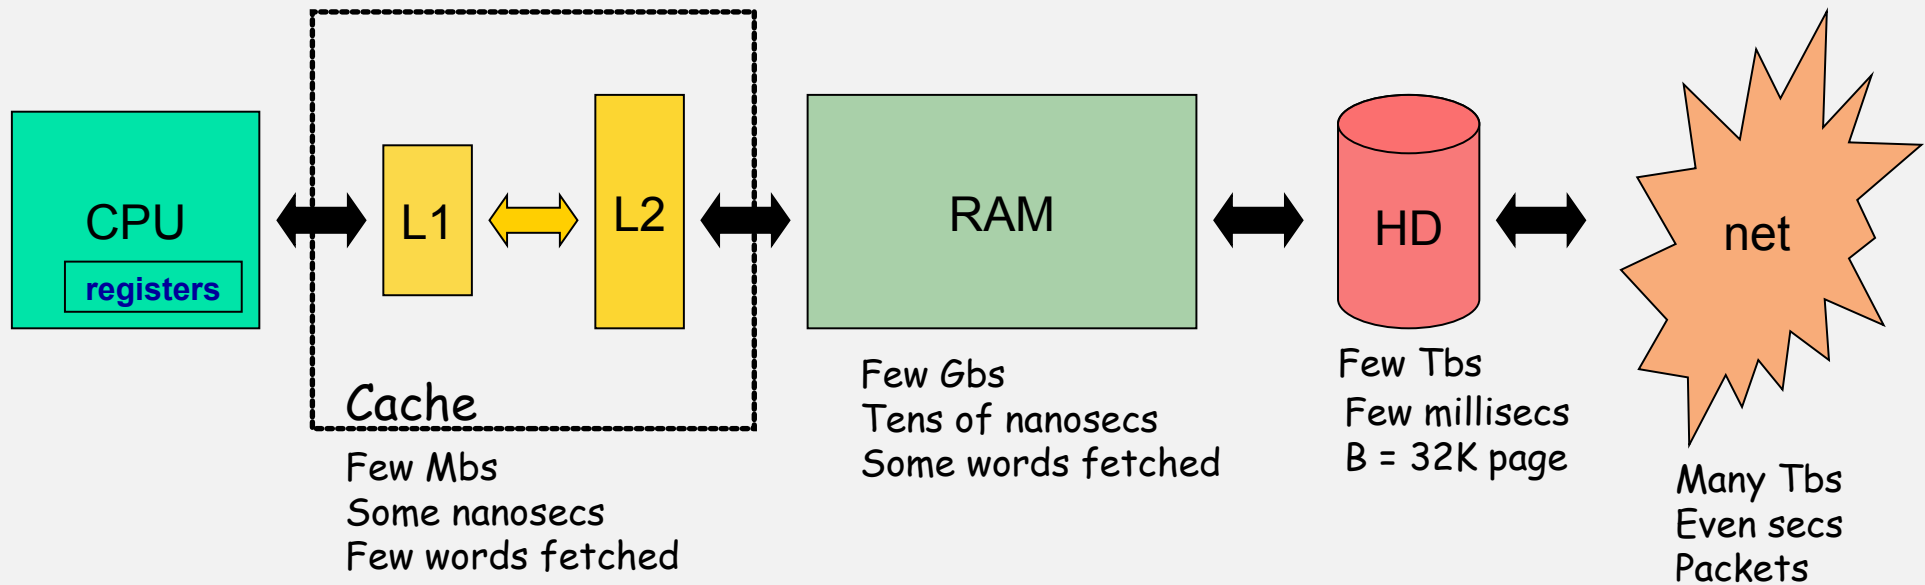 CPU
registers
L1
L2
Cache
Few Mbs
Some nanosecs
Few words fetched
RAM
Few Gbs
Tens of nanosecs
Some words fetched
HD
Few Tbs
Few millisecs
B = 32K page
net
Many Tbs
Even secs
Packets